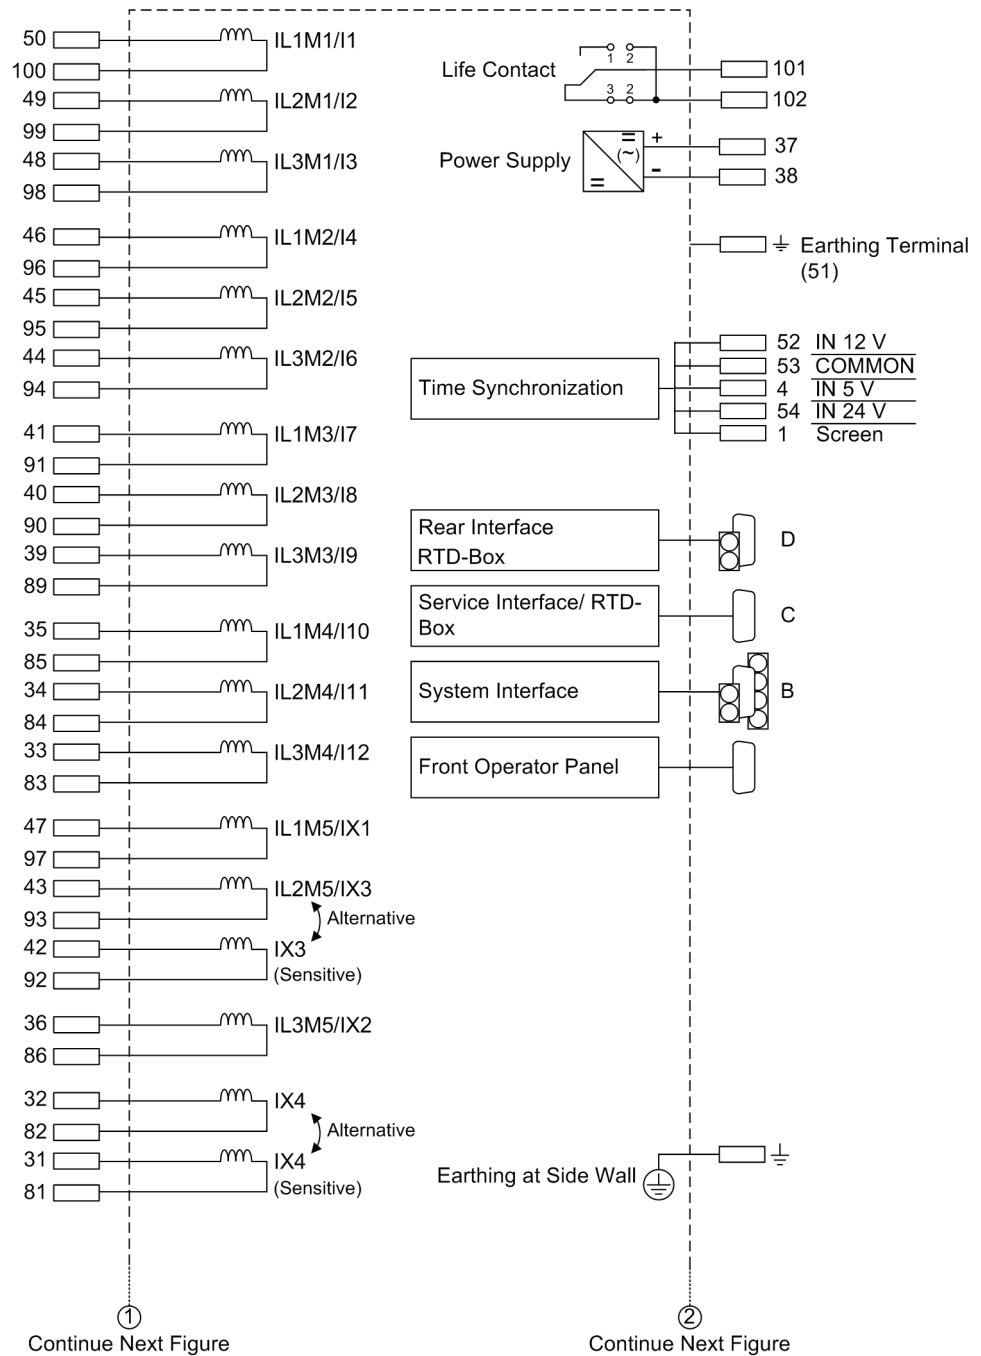 50 IL1M1/I1
100
49 IL2M1/I2
99
48 IL3M1/I3
98
46 IL1M2/I4
96
45 IL2M2/I5
95
44 IL3M2/I6
94
41 IL1M3/I7
91
40 IL2M3/I8
90
39 IL3M3/I9
89
35 IL1M4/I10
85
34 IL2M4/I11
84
33 IL3M4/I12
83
47 IL1M5/IX1
97
43 IL2M5/IX3
93 Alternative
42 IX3
92 (Sensitive)
36 IL3M5/IX2
86
32 IX4
82 Alternative
31 IX4
81 (Sensitive)
1
Continue Next Figure
1 2
Life Contact 101
3 2
102
+ 37
Power Supply = (~) =
- 38
Earthing Terminal
(51)
52 IN 12 V
53 COMMON
Time Synchronization 4 IN 5 V
54 IN 24 V
1 Screen
Rear Interface
RTD-Box
D
Service Interface/ RTD-
Box
C
System Interface B
Front Operator Panel
Earthing at Side Wall
2
Continue Next Figure